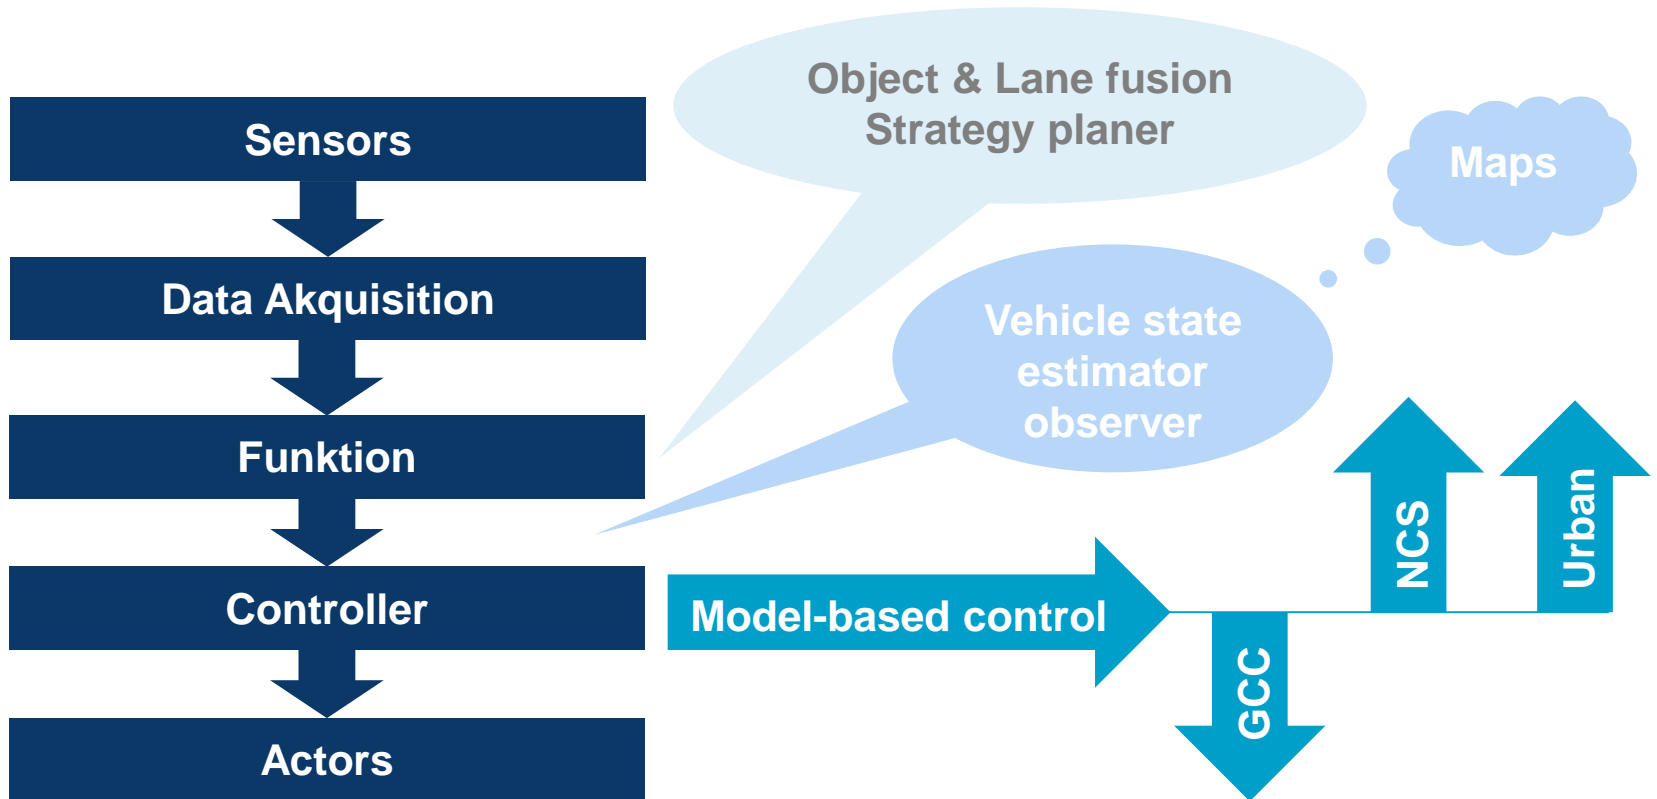 Object & Lane fusion
Strategy planer
Sensors
Maps
Data Akquisition
Vehicle state
estimator
observer
Funktion
NCS
Urban
Controller
Model-based control
GCC
Actors